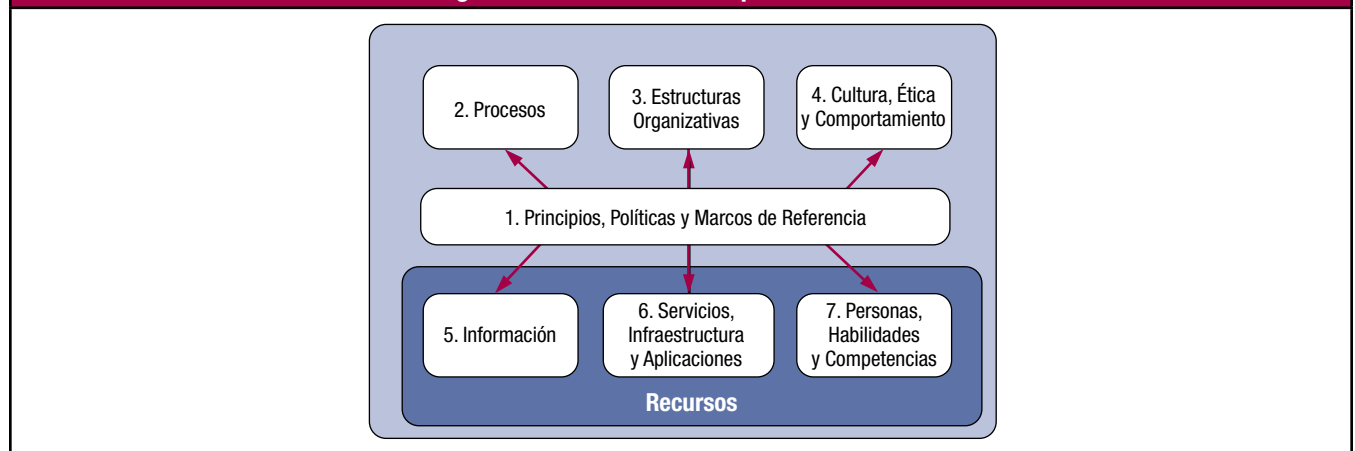 2. Procesos
3. Estructuras
Organizativas
4. Cultura, Ética
y Comportamiento
1. Principios, Políticas y Marcos de Referencia
5. Información
6. Servicios,
Infraestructura
y Aplicaciones
7. Personas,
Habilidades
y Competencias
Recursos